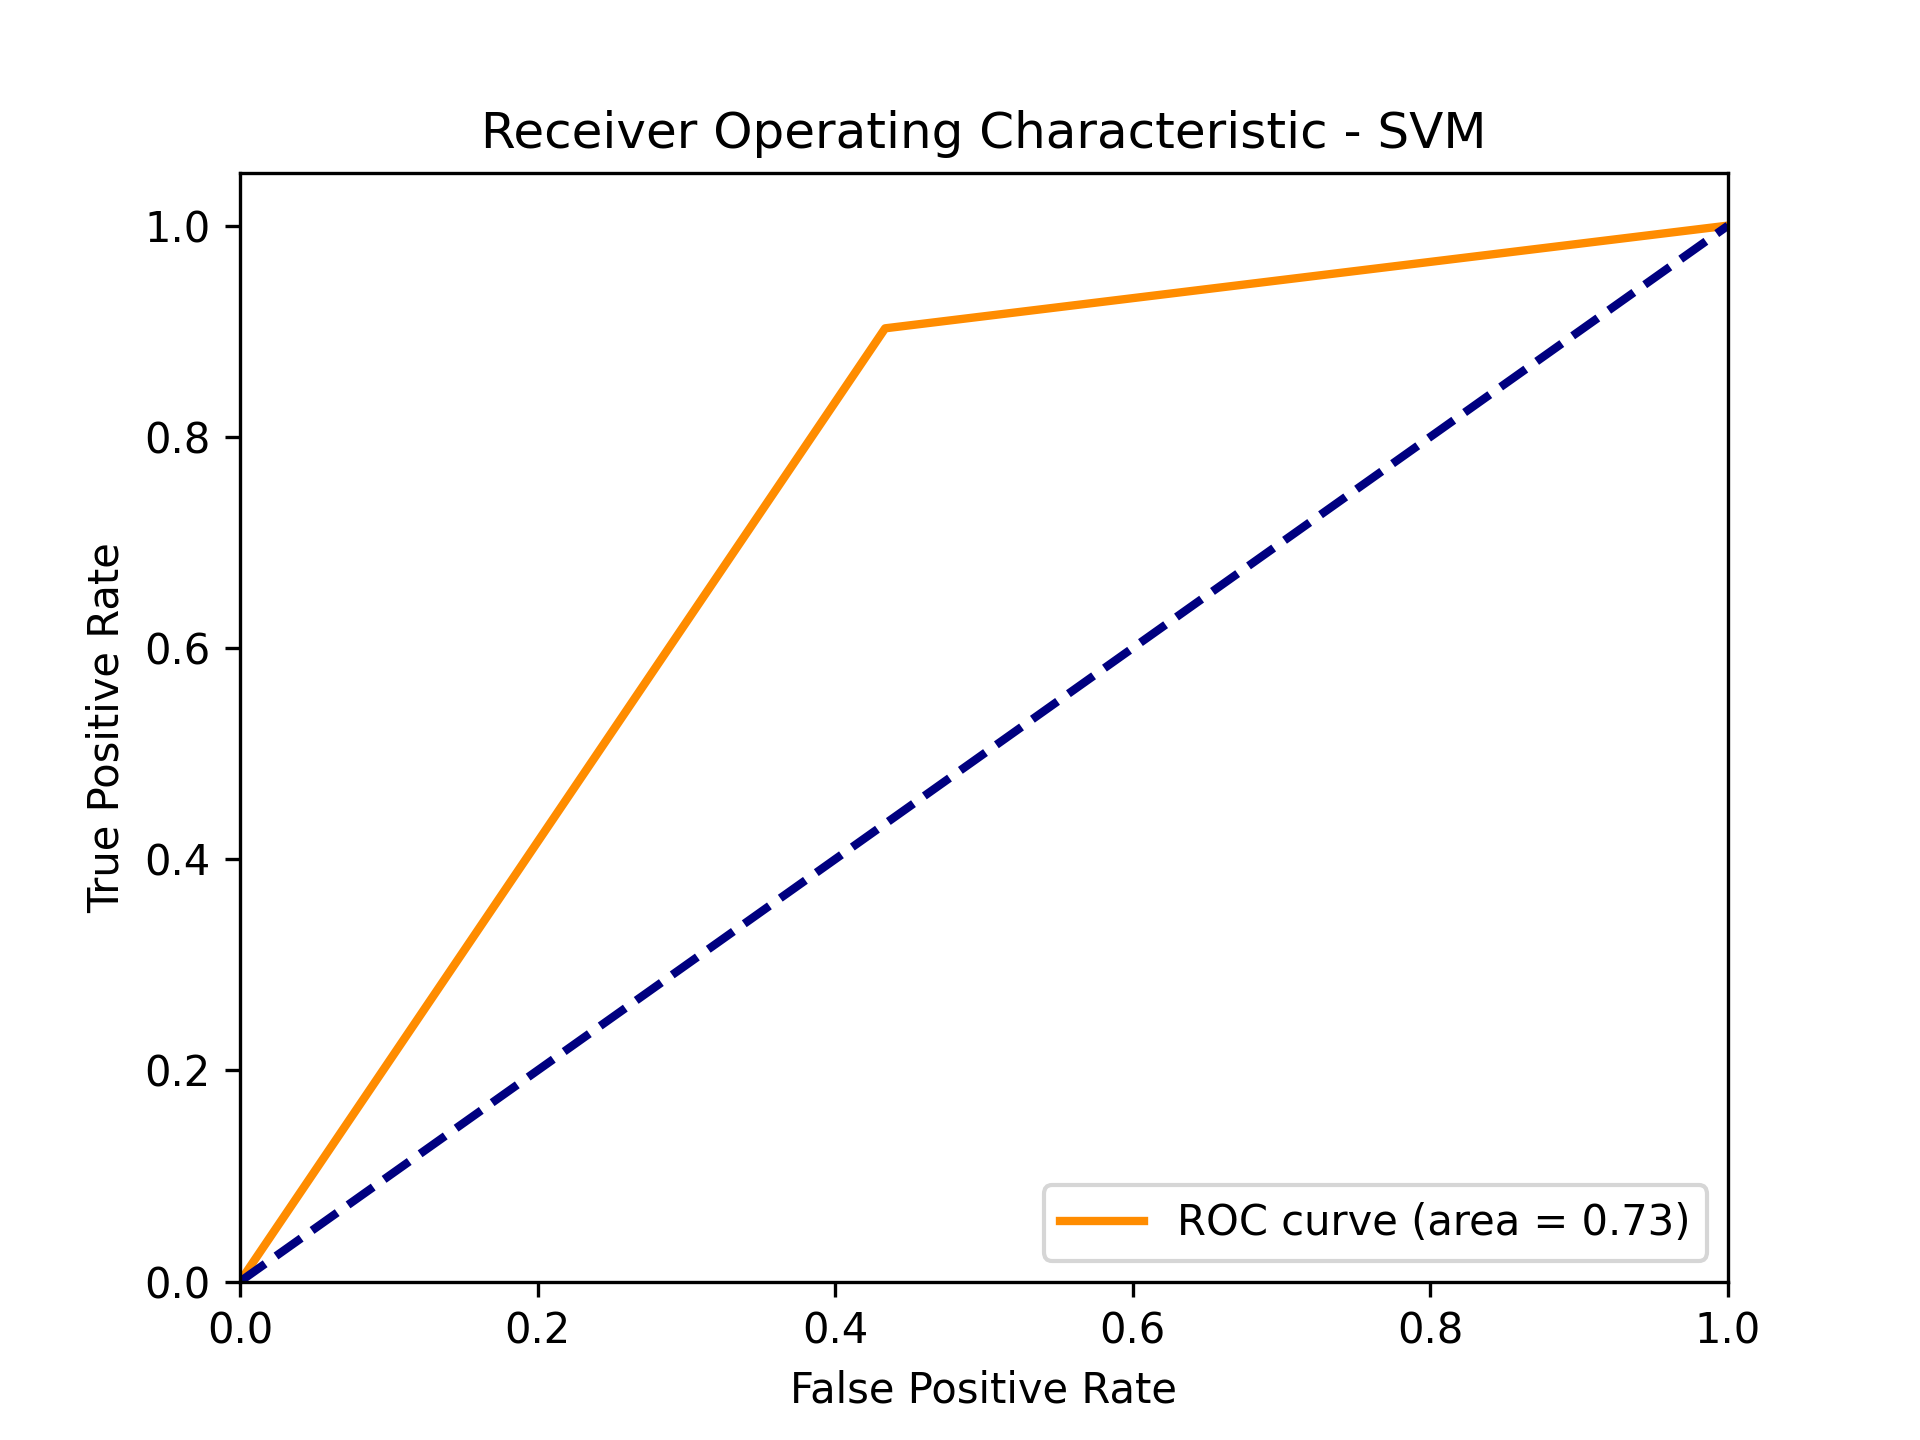 Receiver Operating Characteristic - SVM
1.0
0.8
0.6
0.4
0.2
0.0
True Positive Rate
ROC curve (area = 0.73)
0.0 0.2 0.4 0.6 0.8 1.0
False Positive Rate